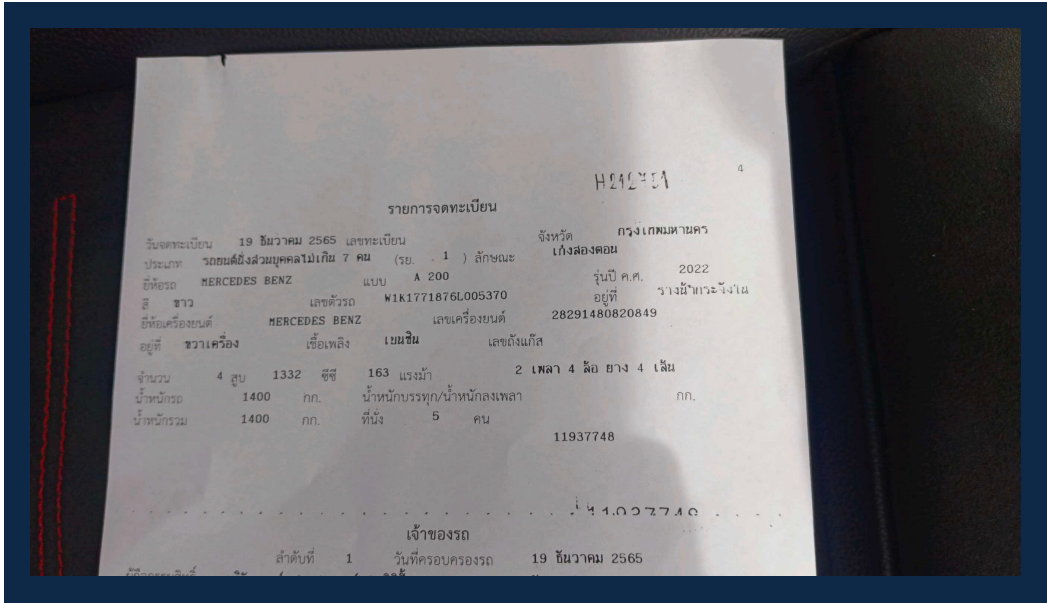 4
รายการจดทะเบียน
วันจดทะเบียน 19 ธันวาคม 2565 เลขทะเบียน จังหวัด กรุงเทพมหานคร
ประเภท รถยนต์นั่งส่วนบุคคลไม่เกิน 7 คน (รย. 1 ) ลักษณะ เก๋งสองตอน
ยี่ห้อรถ MERCEDES BENZ แบบ A 200 รุ่นปี ค.ศ. 2022
สี ขาว เลขตัวรถ W1K1771876L005370 อยู่ที่
ยี่ห้อเครื่องยนต์ MERCEDES BENZ เลขเครื่องยนต์ 28291480820849
อยู่ที่ ขวาเครื่อง เชื้อเพลิง เบนซิน เลขถังแก๊ส
จำนวน 4 สูบ 1332 ซีซี 163 แรงม้า 2 เพลา 4 ล้อ ยาง 4 เส้น
น้ำหนักรถ 1400 กก. น้ำหนักบรรทุก/น้ำหนักลงเพลา กก.
น้ำหนักรวม 1400 กก. ที่นั่ง 5 คน
11937748
เจ้าของรถ
ลำดับที่ 1 วันที่ครอบครองรถ 19 ธันวาคม 2565